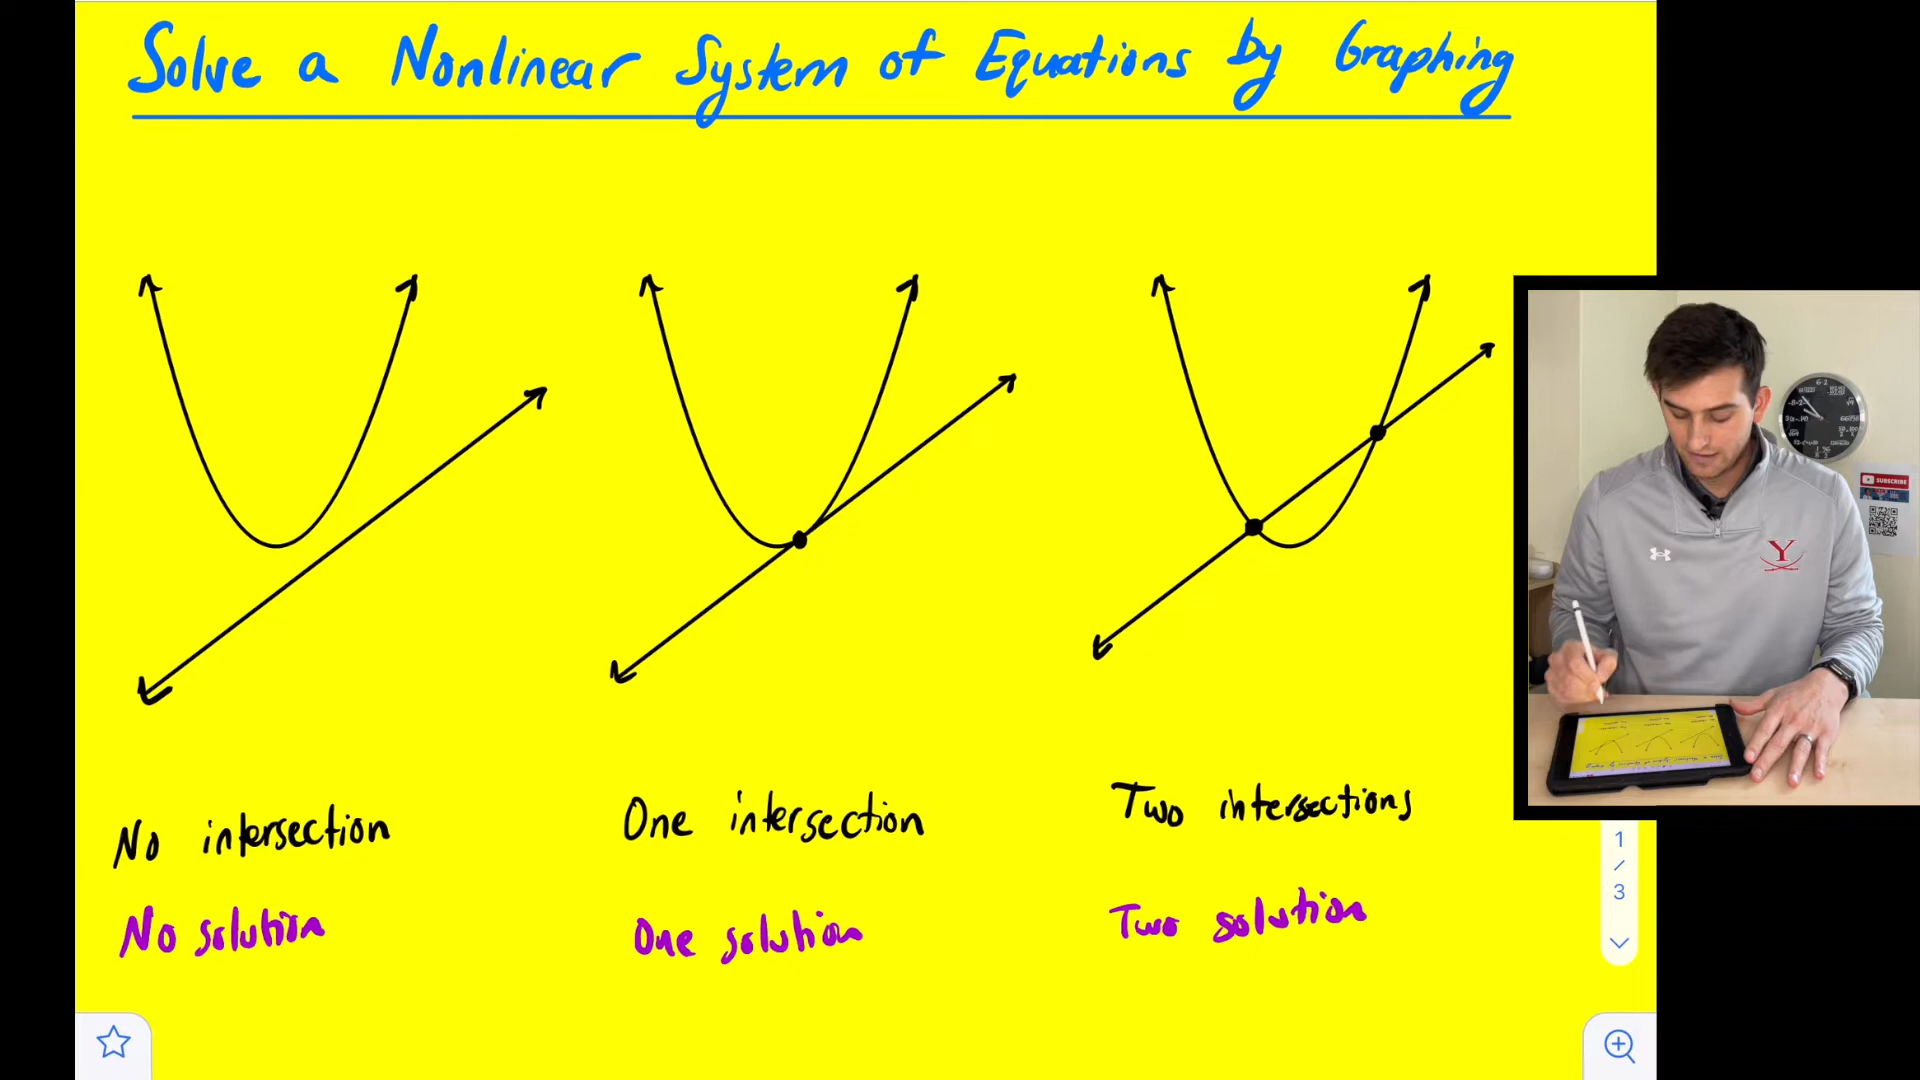 Solve a Nonlinear System of Equations by Graphing
No intersection
One intersection
Two intersections
No solution
One solution
Two solution
1
/
3
SUBSCRIBE
Y